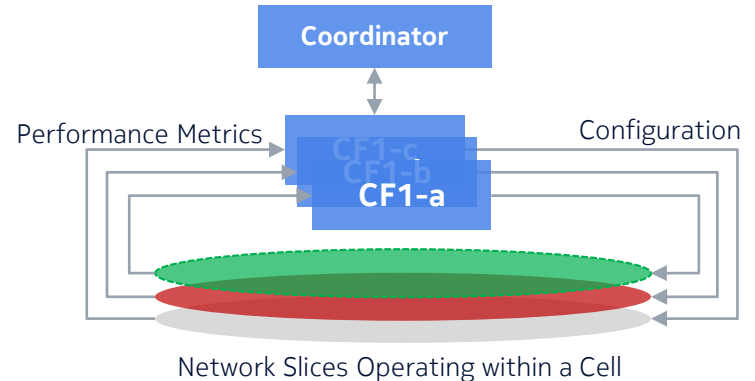 Coordinator
Performance Metrics
Configuration
CF1-c
CF1-b
CF1-a
Network Slices Operating within a Cell